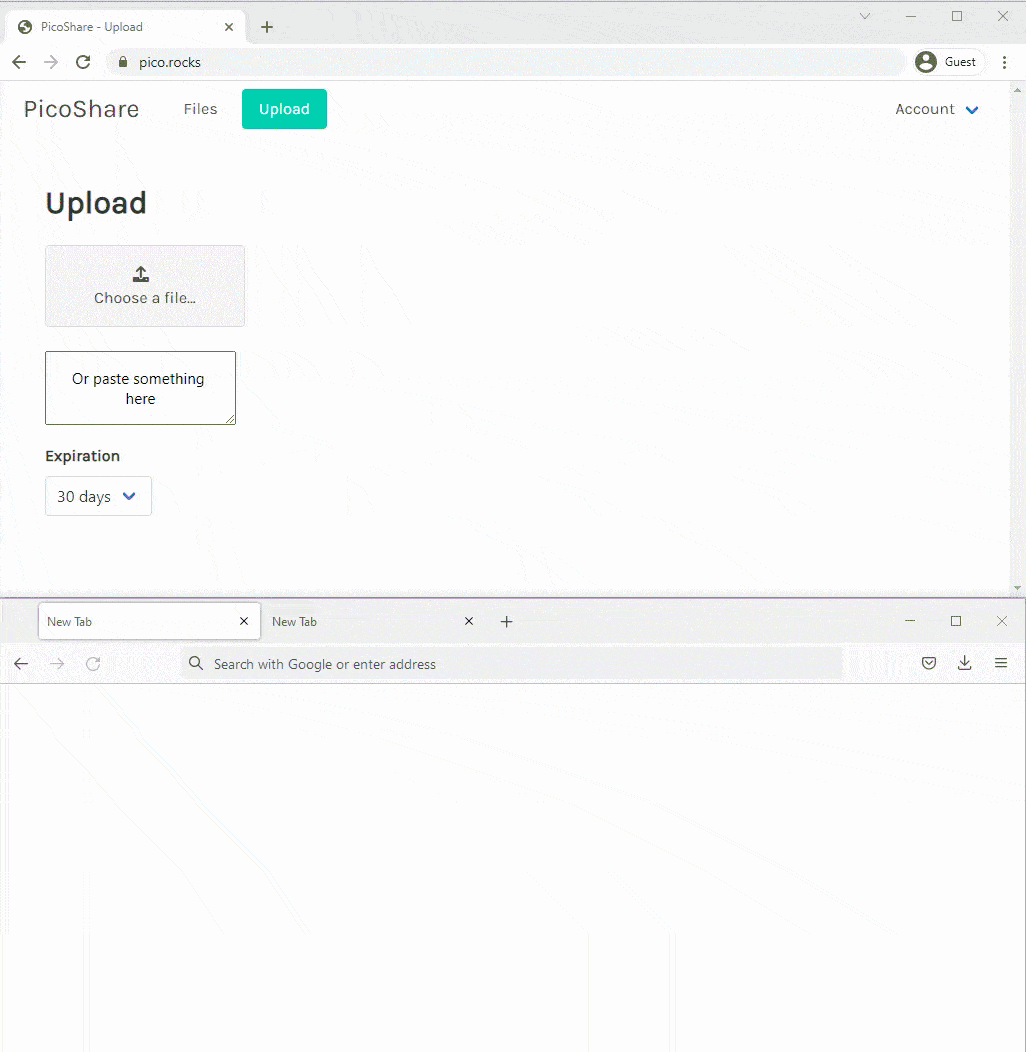 PicoShare - Upload
pico.rocks
Guest
PicoShare Files Upload Account
Upload
Choose a file...
Or paste something
here
Expiration
30 days
New Tab New Tab
Search with Google or enter address